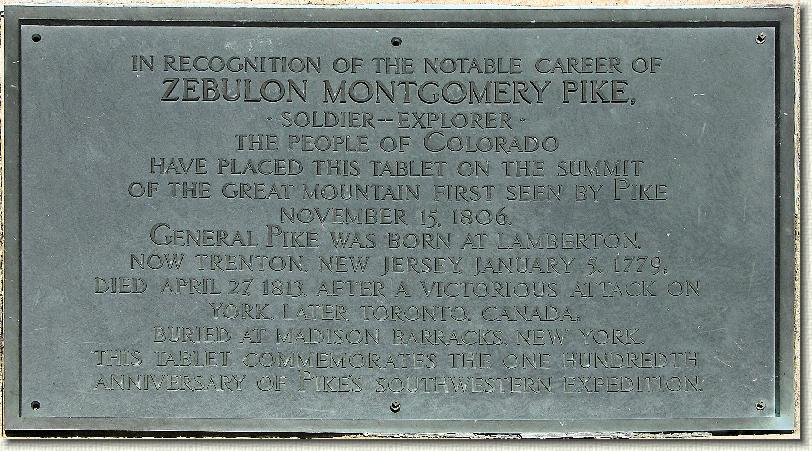 IN RECOGNITION OF THE NOTABLE CAREER OF
ZEBULON MONTGOMERY PIKE,
· SOLDIER–EXPLORER ·
THE PEOPLE OF COLORADO
HAVE PLACED THIS TABLET ON THE SUMMIT
OF THE GREAT MOUNTAIN FIRST SEEN BY PIKE
NOVEMBER 15, 1806.
GENERAL PIKE WAS BORN AT LAMBERTON,
NOW TRENTON, NEW JERSEY, JANUARY 5, 1779,
DIED APRIL 27 1813, AFTER A VICTORIOUS ATTACK ON
YORK, LATER TORONTO, CANADA,
BURIED AT MADISON BARRACKS, NEW YORK.
THIS TABLET COMMEMORATES THE ONE HUNDREDTH
ANNIVERSARY OF PIKE'S SOUTHWESTERN EXPEDITION.